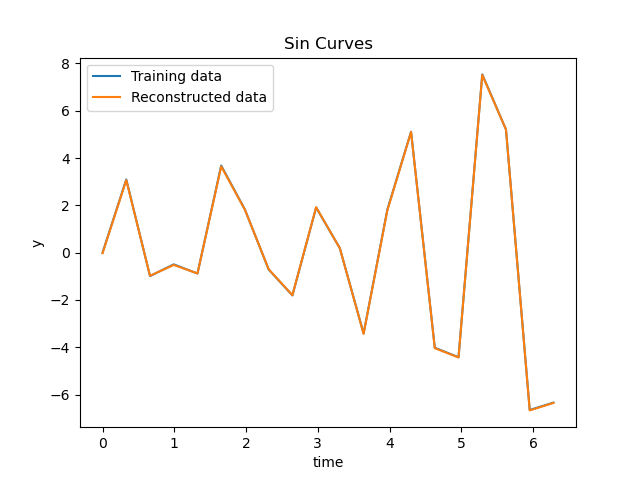 Sin Curves
Training data
Reconstructed data
8
6
4
2
0
−2
−4
−6
y
0 1 2 3 4 5 6
time